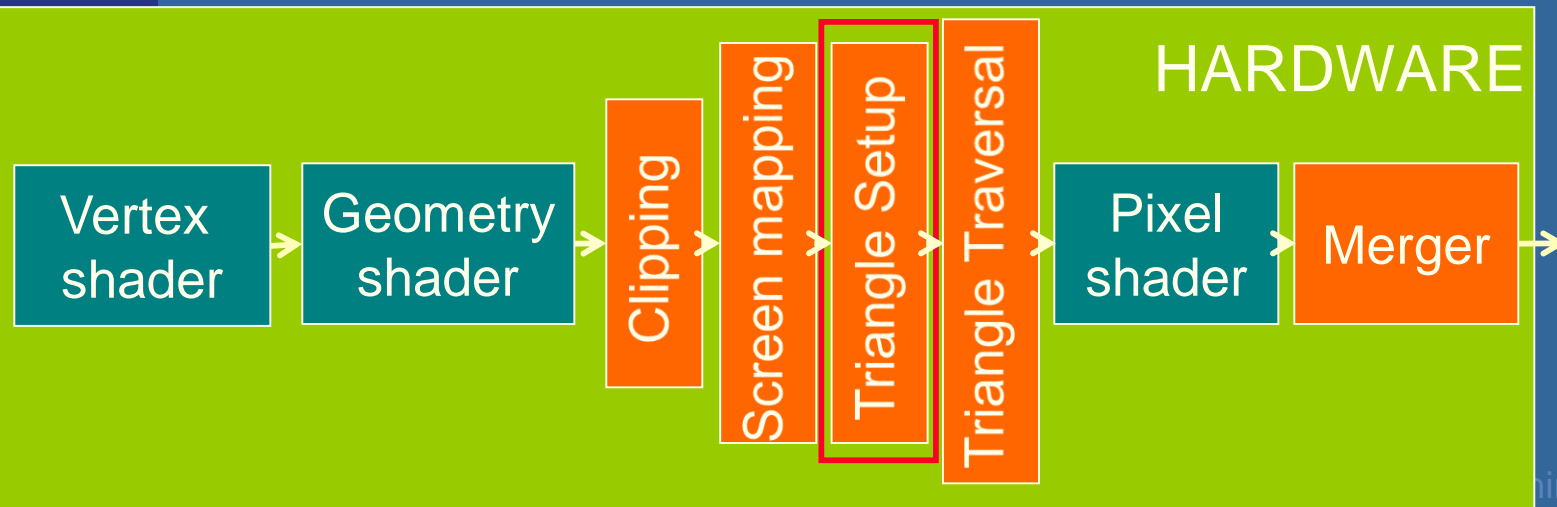 HARDWARE
Vertex
shader
Geometry
shader
Clipping
Screen mapping
Triangle Setup
Triangle Traversal
Pixel
shader
Merger